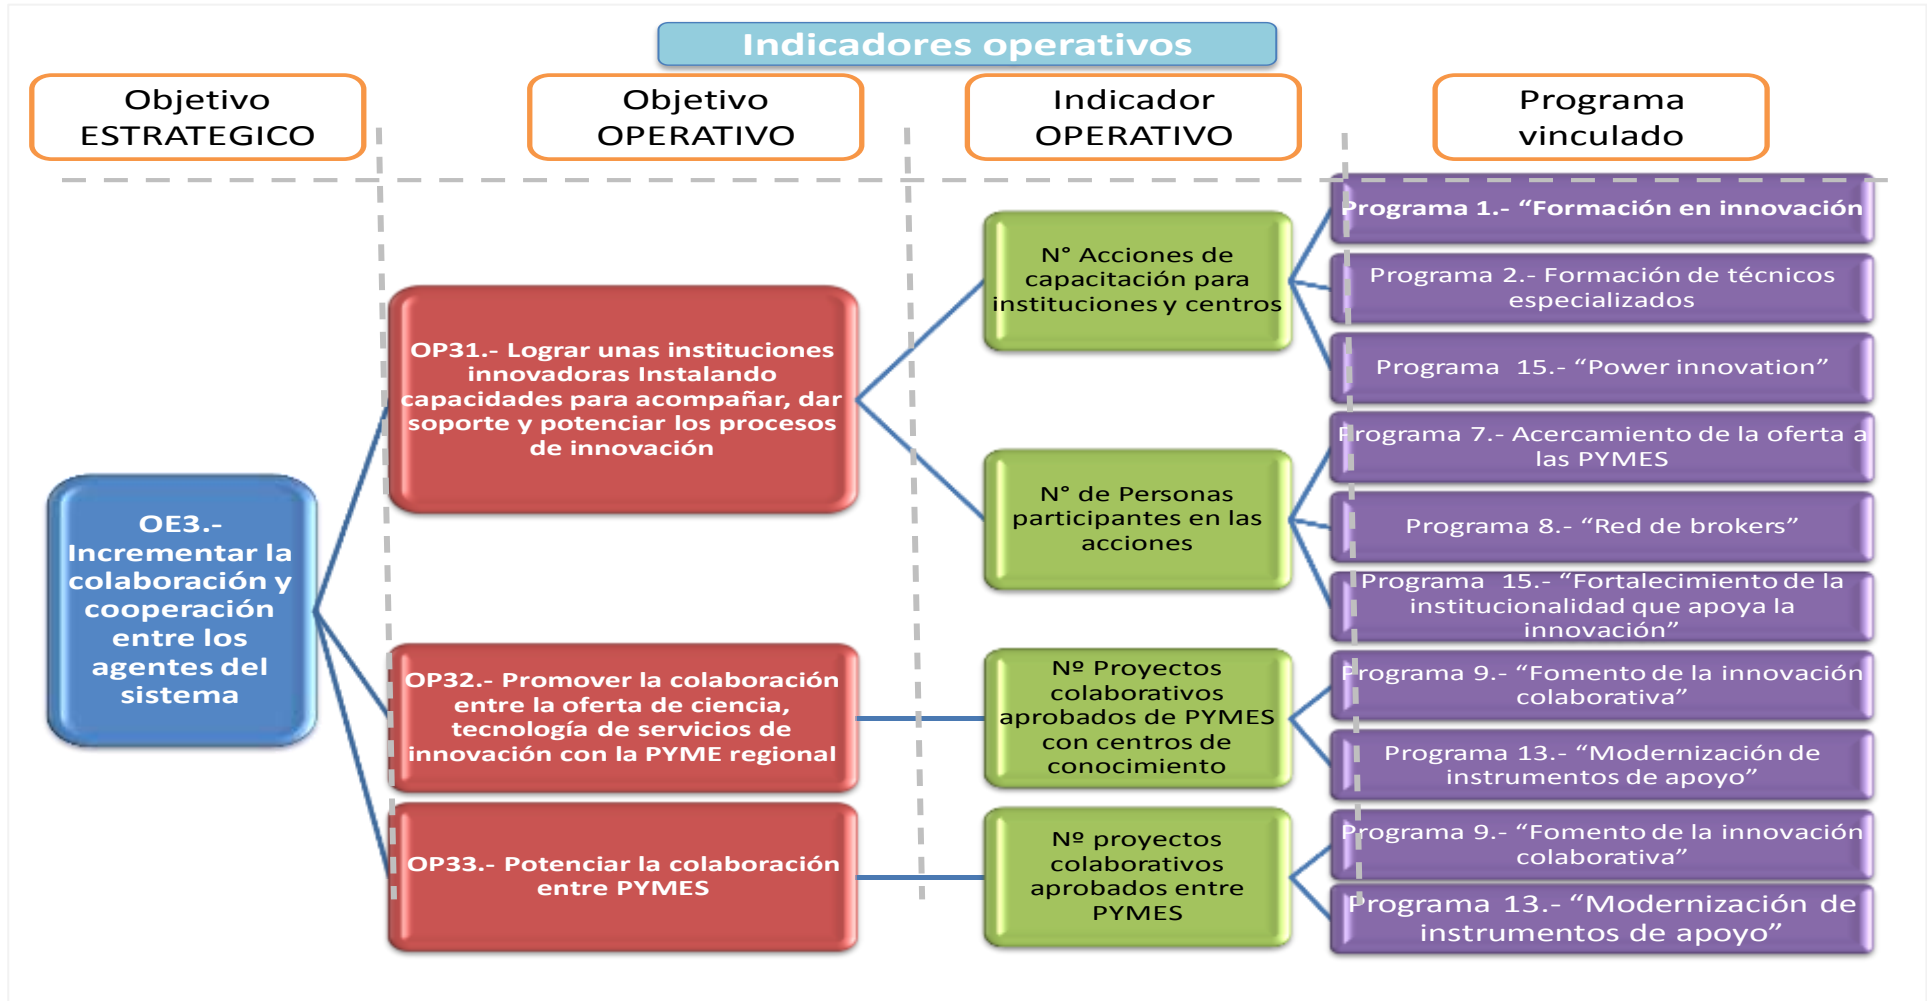 Indicadores operativos
Objetivo
ESTRATEGICO
Objetivo
OPERATIVO
Indicador
OPERATIVO
Programa
vinculado
OE3.-
Incrementar la
colaboración y
cooperación
entre los
agentes del
sistema
OP31.- Lograr unas instituciones
innovadoras Instalando
capacidades para acompañar, dar
soporte y potenciar los procesos
de innovación
OP32.- Promover la colaboración
entre la oferta de ciencia,
tecnología de servicios de
innovación con la PYME regional
OP33.- Potenciar la colaboración
entre PYMES
N° Acciones de
capacitación para
instituciones y centros
N° de Personas
participantes en las
acciones
Nº Proyectos
colaborativos
aprobados de PYMES
con centros de
conocimiento
Nº proyectos
colaborativos
aprobados entre
PYMES
Programa 1.- “Formación en innovación
Programa 2.- Formación de técnicos
especializados
Programa 15.- “Power innovation”
Programa 7.- Acercamiento de la oferta a
las PYMES
Programa 8.- “Red de brokers”
Programa 15.- “Fortalecimiento de la
institucionalidad que apoya la
innovación”
Programa 9.- “Fomento de la innovación
colaborativa”
Programa 13.- “Modernización de
instrumentos de apoyo”
Programa 9.- “Fomento de la innovación
colaborativa”
Programa 13.- “Modernización de
instrumentos de apoyo”